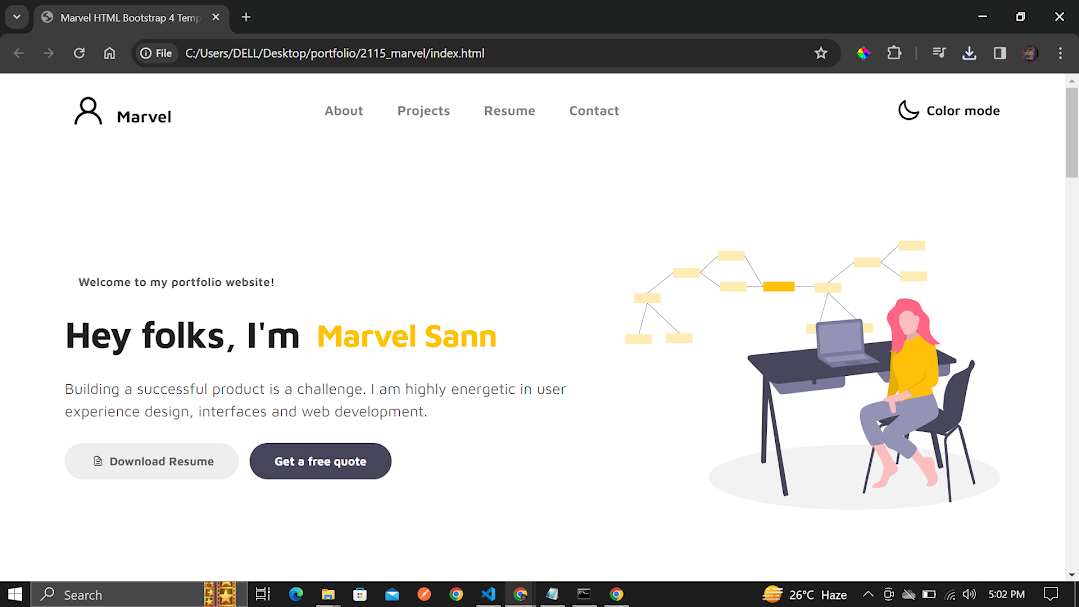 Marvel HTML Bootstrap 4 Temp
File C:/Users/DELL/Desktop/portfolio/2115_marvel/index.html
Marvel About Projects Resume Contact Color mode
Welcome to my portfolio website!
Hey folks, I'm Marvel Sann
Building a successful product is a challenge. I am highly energetic in user
experience design, interfaces and web development.
Download Resume Get a free quote
Search 26°C Haze 5:02 PM